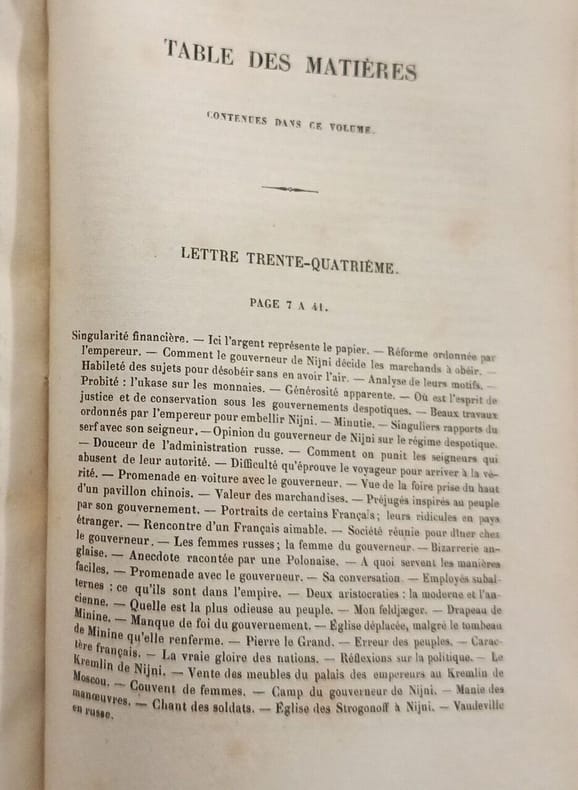 TABLE DES MATIÈRES
CONTENUES DANS CE VOLUME.
LETTRE TRENTE-QUATRIÈME.
PAGE 7 A 41.
Singularité financière. — Ici l'argent représente le papier. — Réforme ordonnée par
l'empereur. — Comment le gouverneur de Nijni décide les marchands à obéir. —
Habileté des sujets pour désobéir sans en avoir l'air. — Analyse de leurs motifs. —
Probité : l'ukase sur les monnaies. — Générosité apparente. — Où est l'esprit de
justice et de conservation sous les gouvernements despotiques. — Beaux travaux
ordonnés par l'empereur pour embellir Nijni. — Minutie. — Singuliers rapports du
serf avec son seigneur. — Opinion du gouverneur de Nijni sur le régime despotique.
— Douceur de l'administration russe. — Comment on punit les seigneurs qui
abusent de leur autorité. — Difficulté qu'éprouve le voyageur pour arriver à la vé-
rité. — Promenade en voiture avec le gouverneur. — Vue de la foire prise du haut
d'un pavillon chinois. — Valeur des marchandises. — Préjugés inspirés au peuple
par son gouvernement. — Portraits de certains Français ; leurs ridicules en pays
étranger. — Rencontre d'un Français aimable. — Société réunie pour dîner chez
le gouverneur. — Les femmes russes ; la femme du gouverneur. — Bizarrerie an-
glaise. — Anecdote racontée par une Polonaise. — A quoi servent les manières
faciles. — Promenade avec le gouverneur. — Sa conversation. — Employés subal-
ternes ; ce qu'ils sont dans l'empire. — Deux aristocraties : la moderne et l'an-
cienne. — Quelle est la plus odieuse au peuple. — Mon feldjæger. — Drapeau de
Minine. — Manque de foi du gouvernement. — Église déplacée, malgré le tombeau
de Minine qu'elle renferme. — Pierre le Grand. — Erreur des peuples. — Carac-
tère français. — La vraie gloire des nations. — Réflexions sur la politique. — Le
Kremlin de Nijni. — Vente des meubles du palais des empereurs au Kremlin de
Moscou. — Couvent de femmes. — Camp du gouverneur de Nijni. — Manie des
manœuvres. — Chant des soldats. — Église des Strogonoff à Nijni. — Vaudeville
en russe.